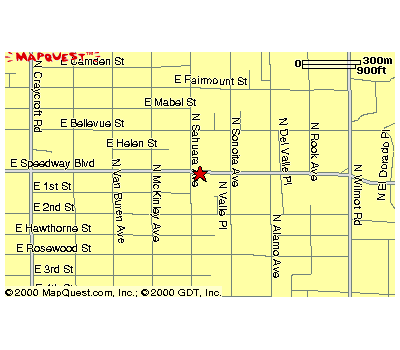 MAPQUEST™
E Camden St
0 300m
900ft
E Fairmount St
N Craycroft Rd
E Mabel St
E Bellevue St
E Helen St
N Sahuara Ave
N Sonoita Ave
N Del Valle Pl
N Rook Ave
E Speedway Blvd
N Van Buren Ave
N McKinley Ave
N Valle Pl
N Alamo Ave
N Wilmot Rd
N El Dorado Pl
E 1st St
E 2nd St
E Hawthorne St
E Rosewood St
E 3rd St
© 2000 MapQuest.com, Inc.; © 2000 GDT, Inc.